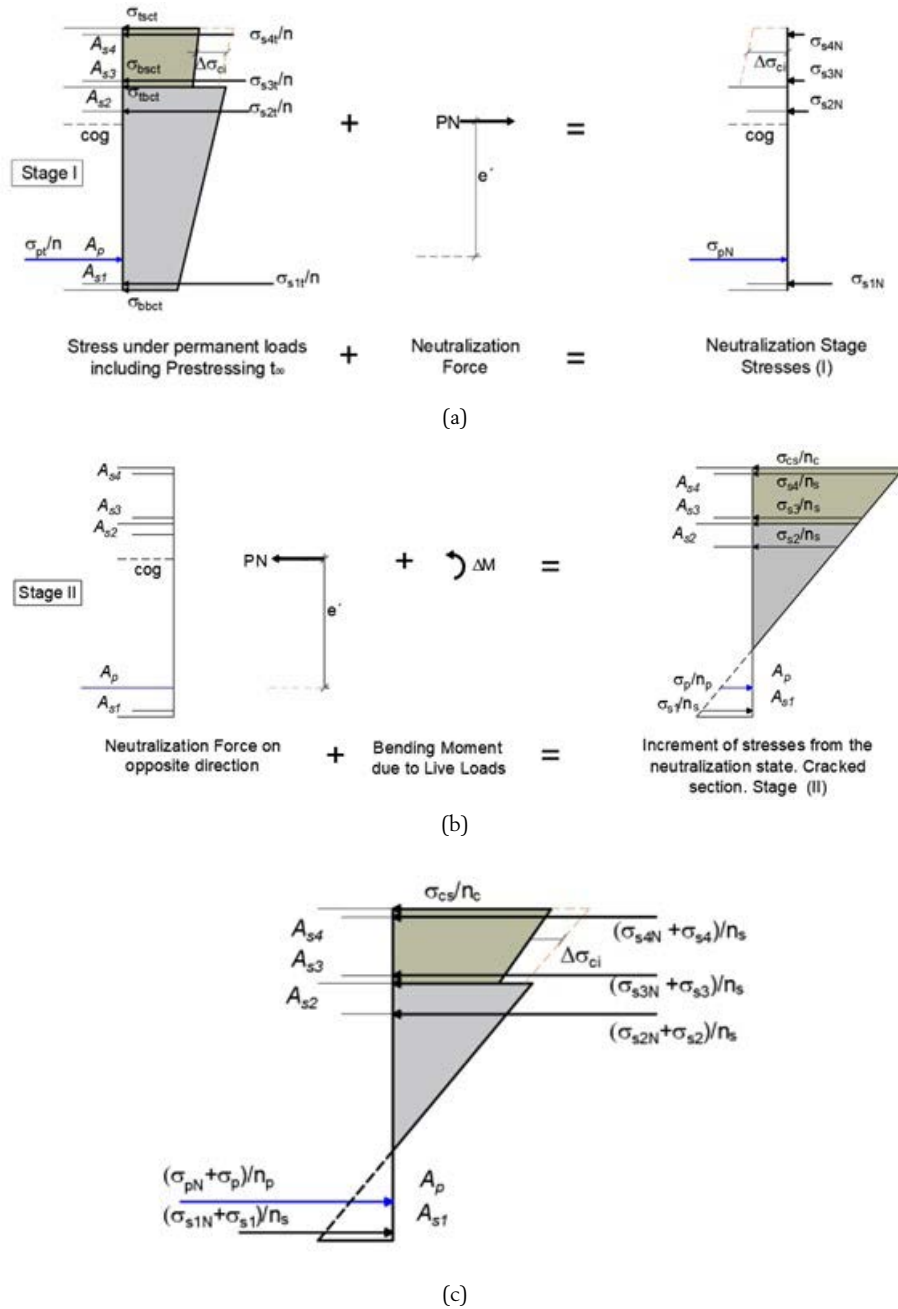 σtsct
As4
σs4t/n
As3
σbsct
Δσci
σs3t/n
As2
σtbct
σs2t/n
cog
Stage I
σpt/n
Ap
As1
σs1t/n
σbbct
+
PN
e´
=
σs4N
Δσci
σs3N
σs2N
cog
σpN
σs1N
Stress under permanent loads
including Prestressing t∞
+
Neutralization
Force
=
Neutralization Stage
Stresses (I)
(a)
As4
As3
As2
cog
Stage II
Ap
As1
PN
e´
+
ΔM
=
σcs/nc
As4
σs4/ns
As3
σs3/ns
As2
σs2/ns
σp/np
Ap
σs1/ns
As1
Neutralization Force on
opposite direction
+
Bending Moment
due to Live Loads
=
Increment of stresses from the
neutralization state. Cracked
section. Stage (II)
(b)
σcs/nc
As4
(σs4N +σs4)/ns
As3
Δσci
As2
(σs3N +σs3)/ns
(σs2N+σs2)/ns
(σpN+σp)/np
Ap
(σs1N+σs1)/ns
As1
(c)